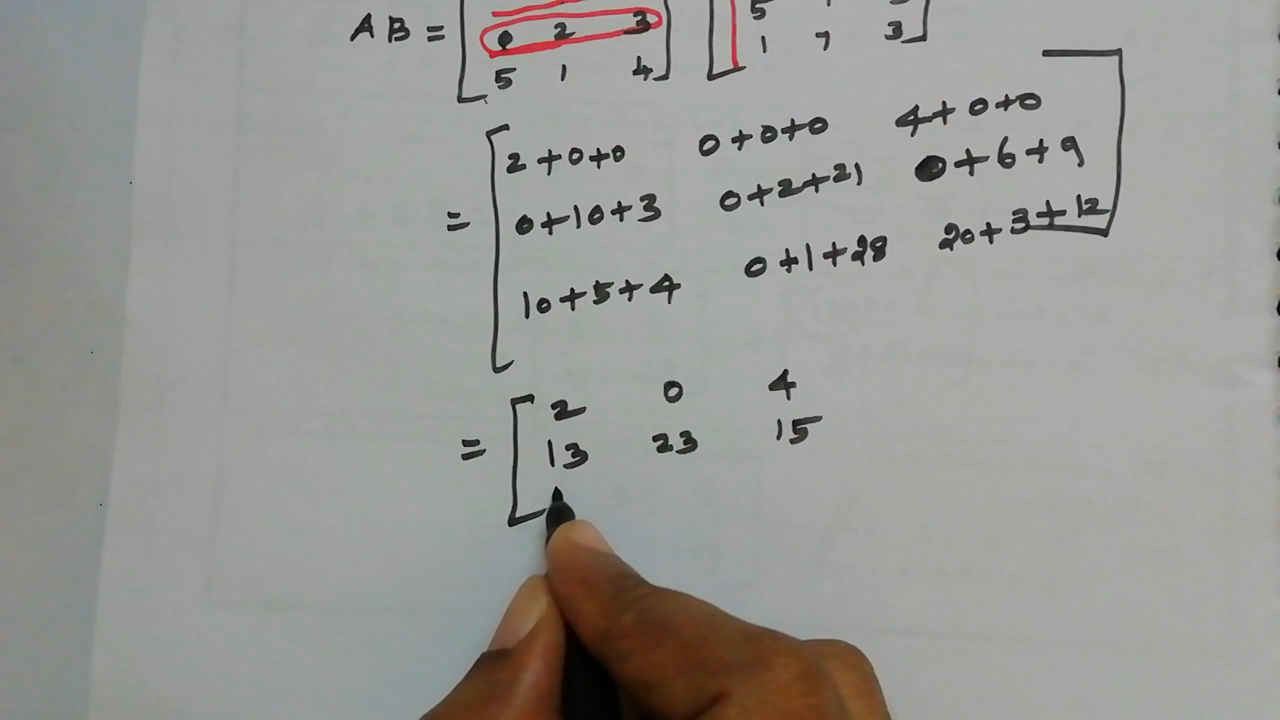 AB = [ 0 2 3 ] [ 5
5 1 4 1 7 3 ]
= [ 2+0+0 0+0+0 4+0+0
0+10+3 0+2+21 0+6+9
10+5+4 0+1+28 20+3+12 ]
= [ 2 0 4
13 23 15